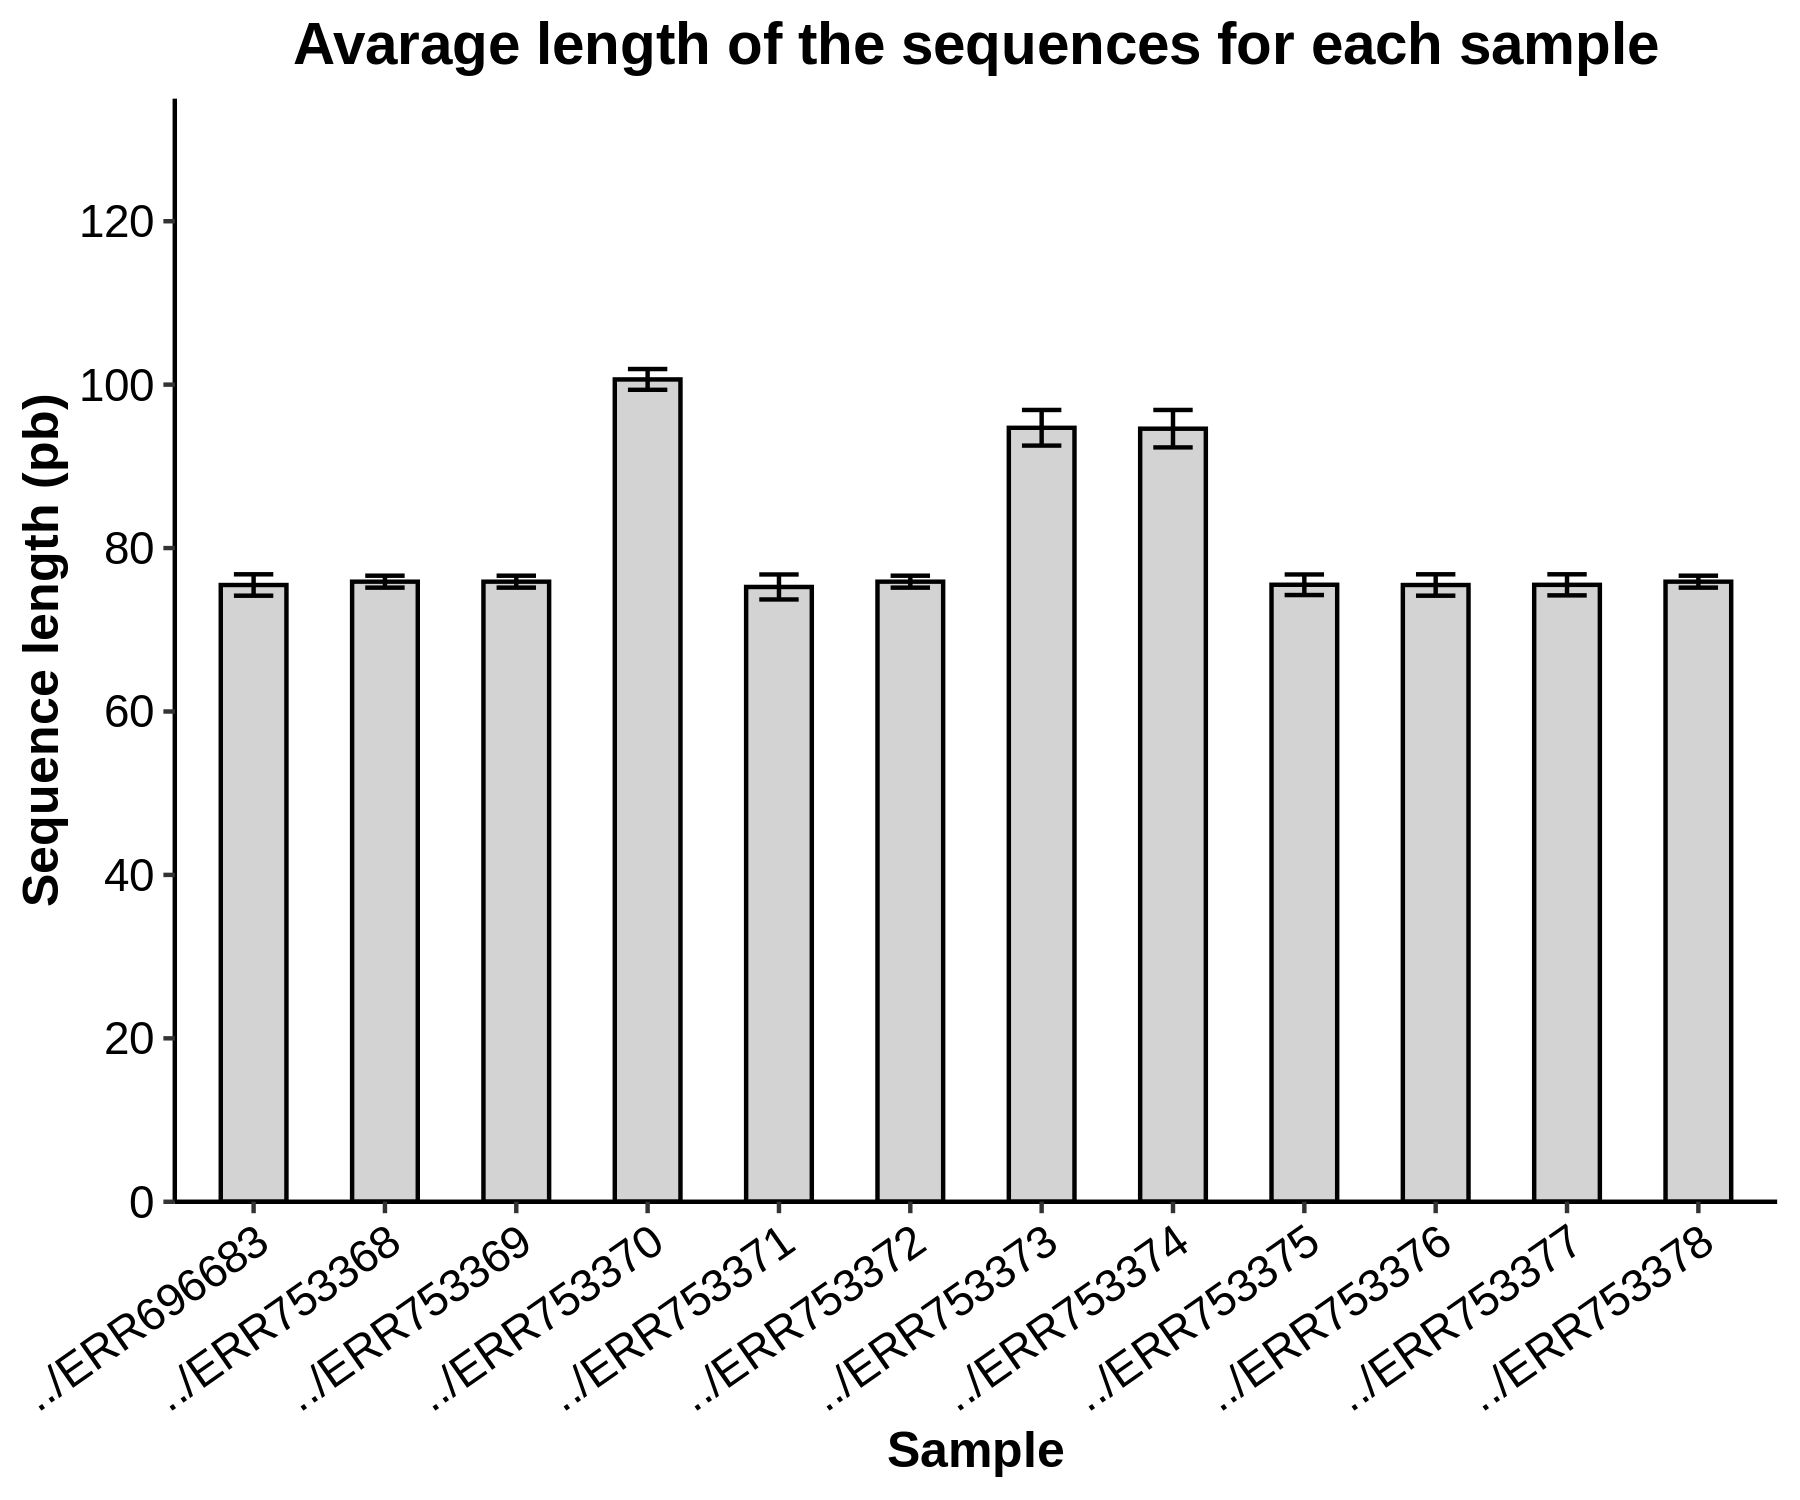 Avarage length of the sequences for each sample
Sequence length (pb)
120
100
80
60
40
20
0
../ERR696683
../ERR753368
../ERR753369
../ERR753370
../ERR753371
../ERR753372
../ERR753373
../ERR753374
../ERR753375
../ERR753376
../ERR753377
../ERR753378
Sample